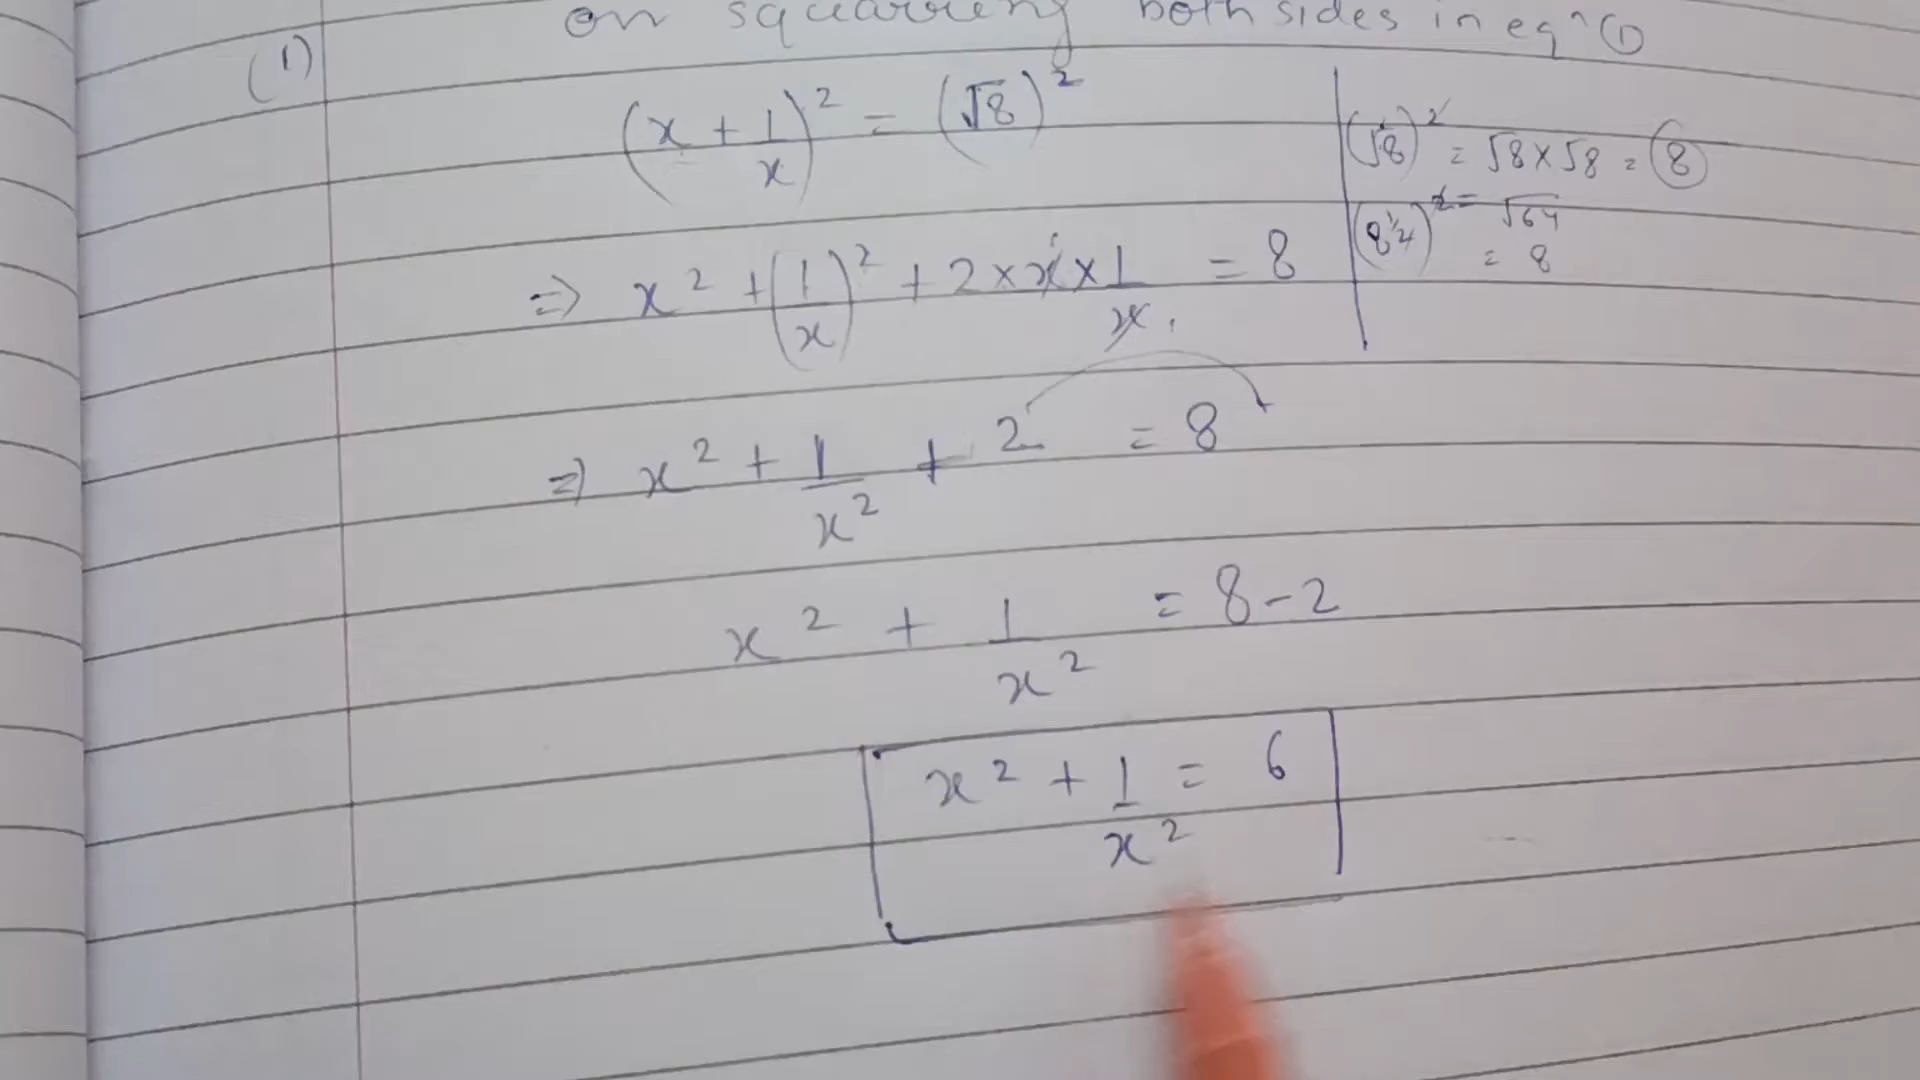 on squarring both sides in eqⁿ ①
(1)
(x + 1/x)² = (√8)²
⇒ x² + (1/x)² + 2 × x × 1/x = 8
⇒ x² + 1/x² + 2 = 8
x² + 1/x² = 8 - 2
x² + 1/x² = 6
(√8)² = √8 × √8 = 8
(8^½)² = √64
= 8